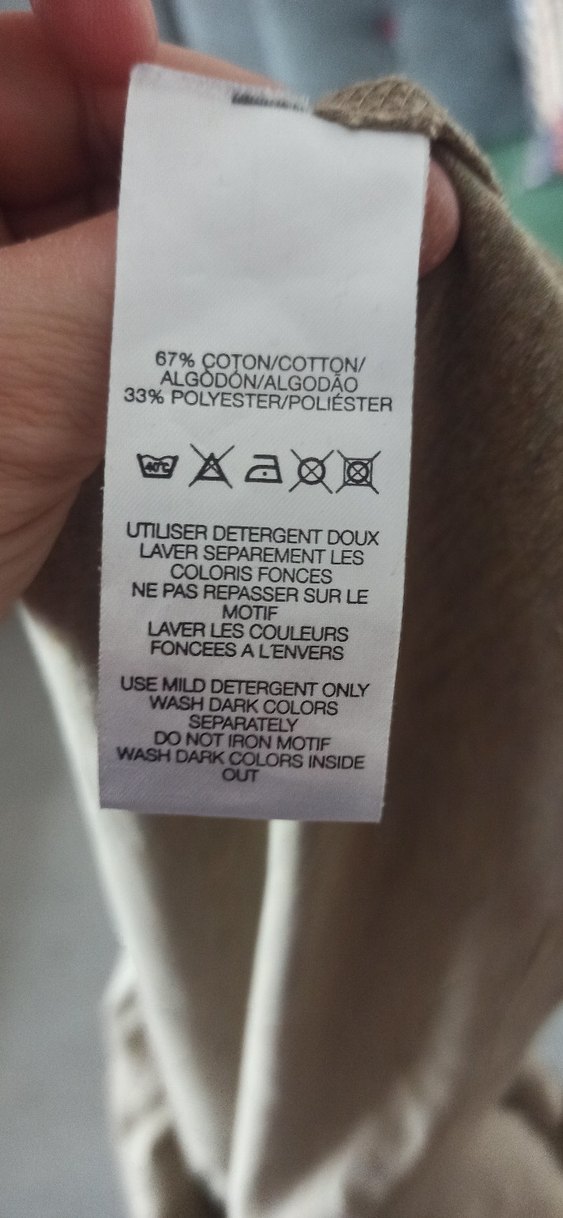 67% COTON/COTTON/
ALGODÓN/ALGODÃO
33% POLYESTER/POLIÉSTER
40°C
UTILISER DETERGENT DOUX
LAVER SEPAREMENT LES
COLORIS FONCES
NE PAS REPASSER SUR LE
MOTIF
LAVER LES COULEURS
FONCEES A L'ENVERS
USE MILD DETERGENT ONLY
WASH DARK COLORS
SEPARATELY
DO NOT IRON MOTIF
WASH DARK COLORS INSIDE
OUT